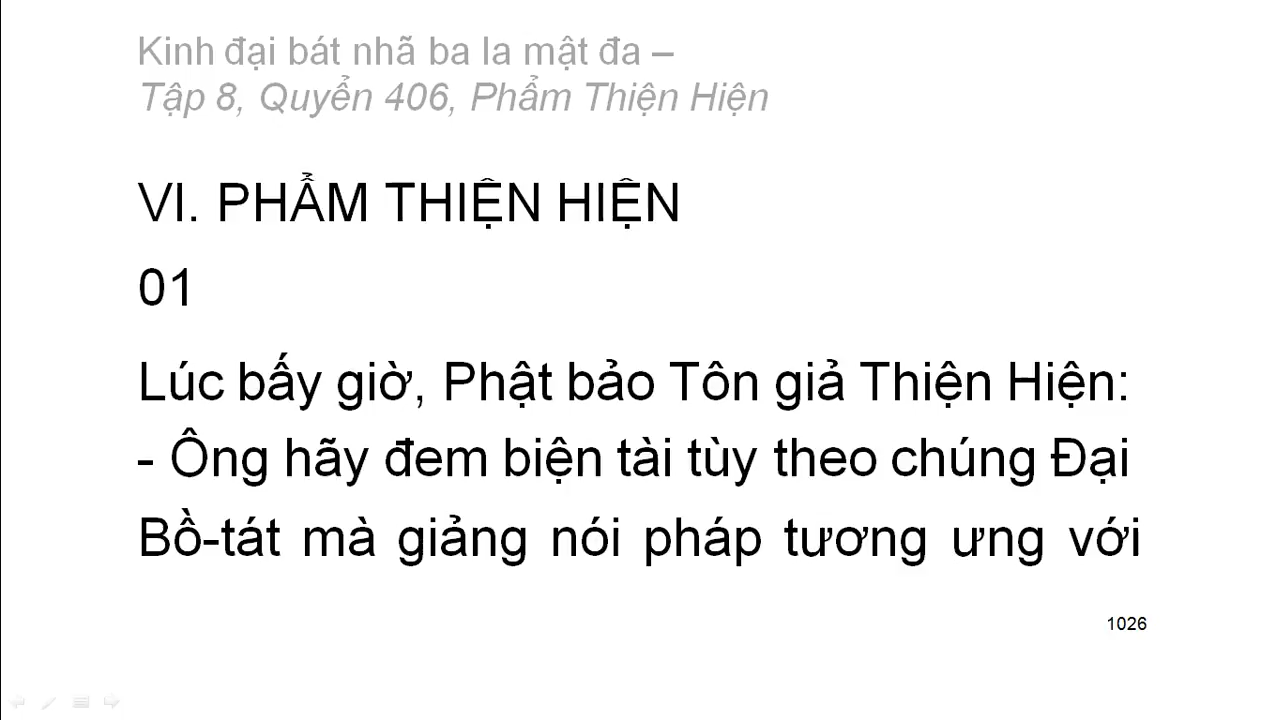 Kinh đại bát nhã ba la mật đa –
Tập 8, Quyển 406, Phẩm Thiện Hiện
VI. PHẨM THIỆN HIỆN
01
Lúc bấy giờ, Phật bảo Tôn giả Thiện Hiện:
- Ông hãy đem biện tài tùy theo chúng Đại
Bồ-tát mà giảng nói pháp tương ưng với
1026